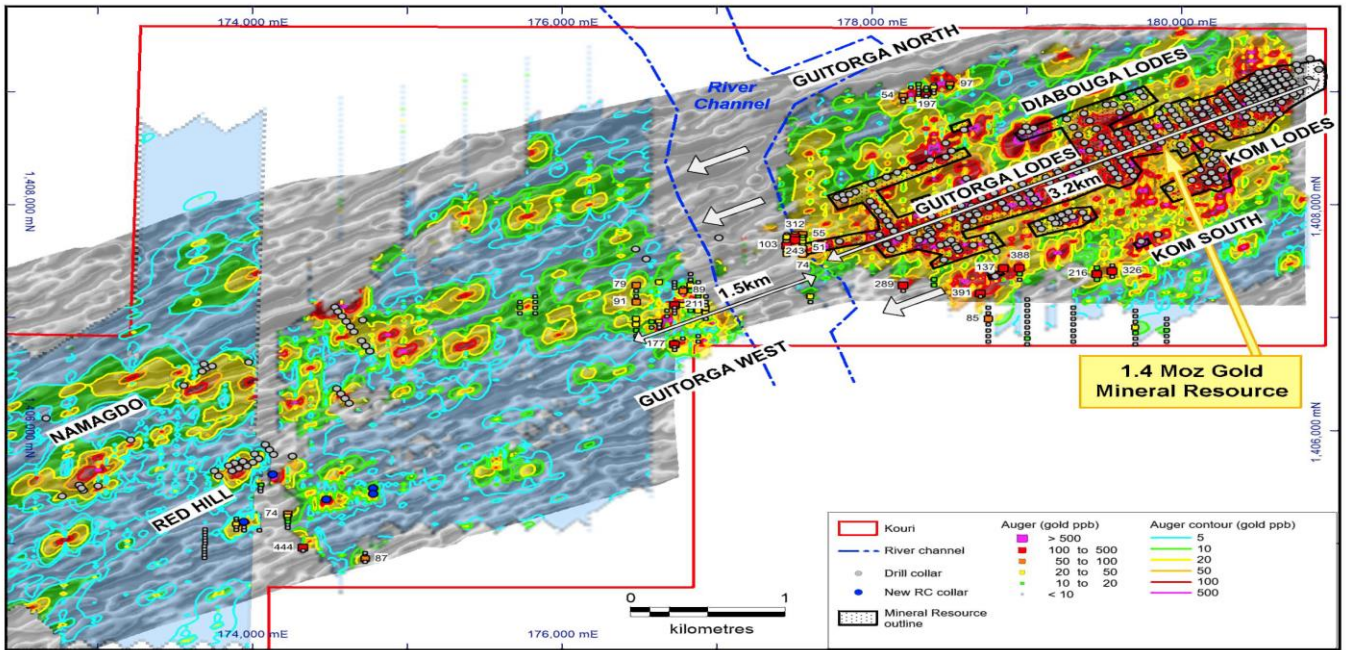 174,000 mE
176,000 mE
178,000 mE
180,000 mE
River
Channel
GUITORGA NORTH
54
197
97
DIABOUGA LODES
GUITORGA LODES
3.2km
KOM LODES
KOM SOUTH
1,408,000 mN
1,408,000 mN
312
55
103
243
51
74
137
388
216
326
289
391
85
79
91
89
211
177
1.5km
GUITORGA WEST
1.4 Moz Gold
Mineral Resource
NAMAGDO
RED HILL
74
444
87
1,406,000 mN
1,406,000 mN
Kouri
River channel
Drill collar
New RC collar
Mineral Resource
outline
Auger (gold ppb)
> 500
100 to 500
50 to 100
20 to 50
10 to 20
< 10
Auger contour (gold ppb)
5
10
20
50
100
500
0
1
kilometres
174,000 mE
176,000 mE
178,000 mE
180,000 mE